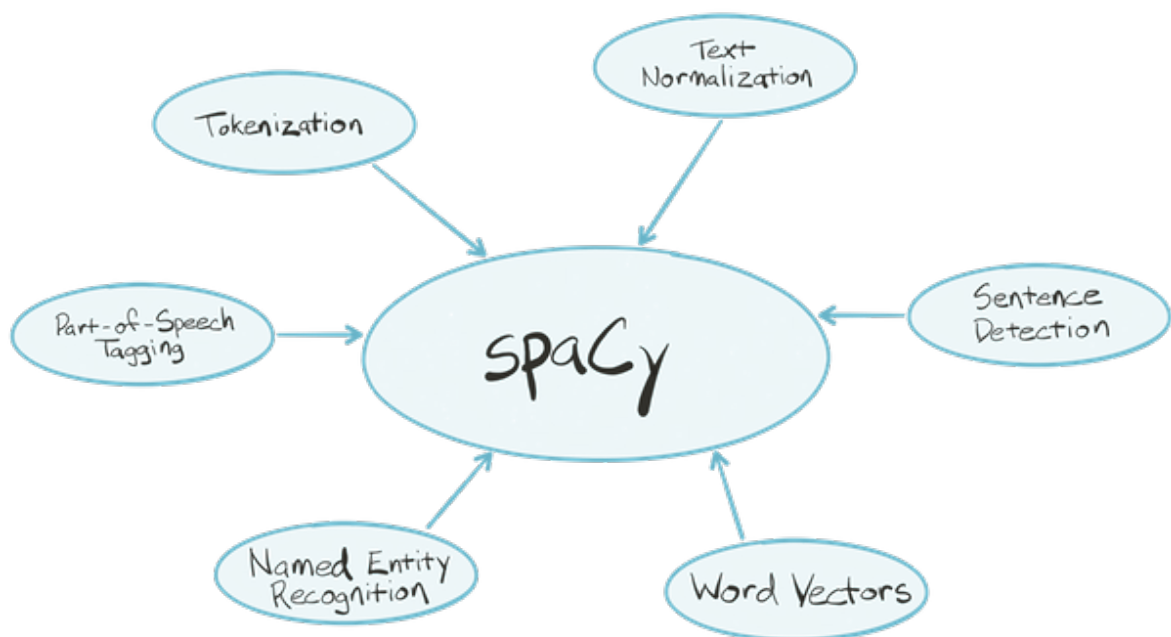 Text
Normalization
Tokenization
Sentence
Detection
Part-of-Speech
Tagging
spaCy
Named Entity
Recognition
Word Vectors